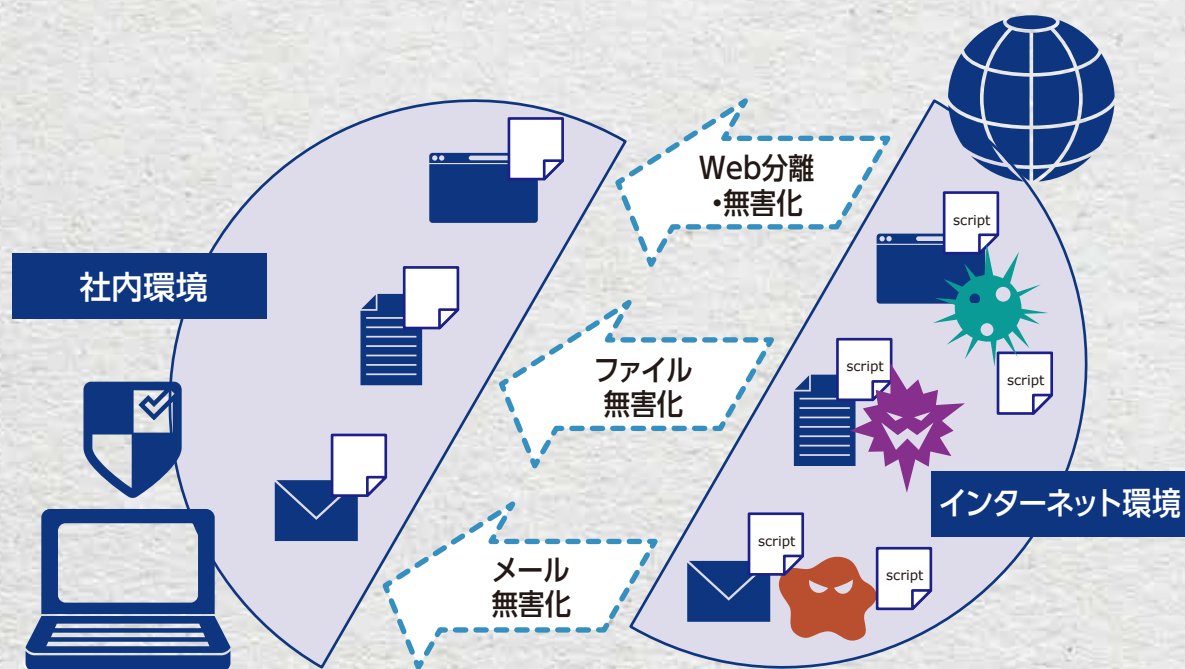 Web分離
・無害化
script
社内環境
ファイル
無害化
script
script
インターネット環境
メール
無害化
script
script